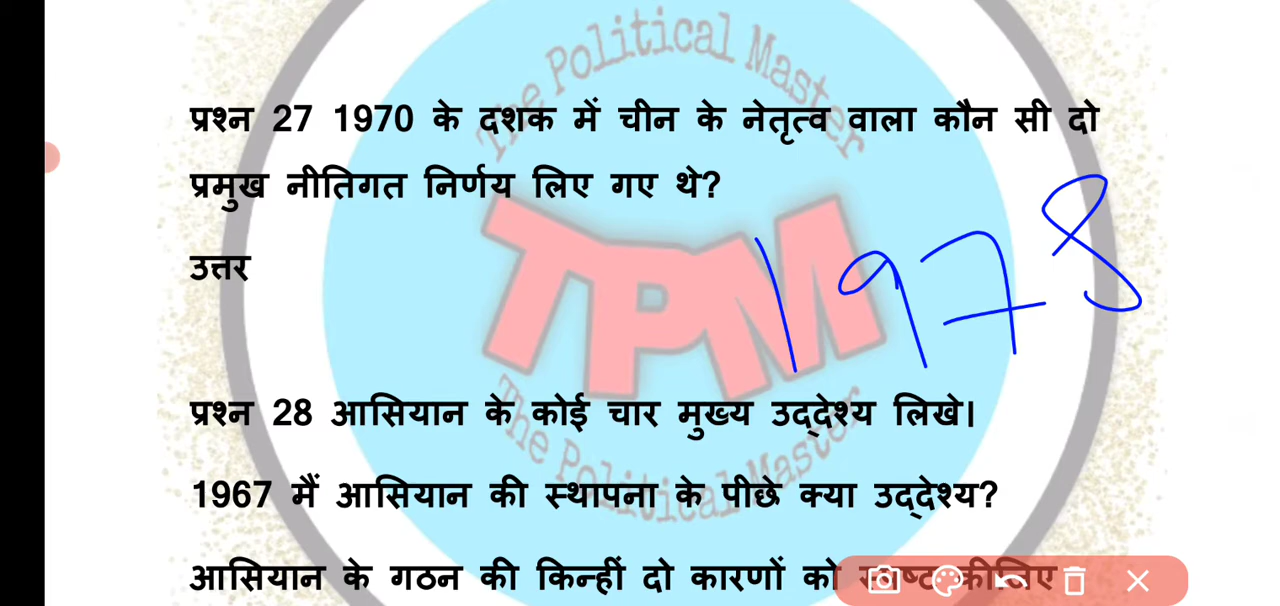 The Political Master
प्रश्न 27 1970 के दशक में चीन के नेतृत्व वाला कौन सी दो
प्रमुख नीतिगत निर्णय लिए गए थे?
उत्तर
1978
TPM
प्रश्न 28 आसियान के कोई चार मुख्य उद्देश्य लिखे।
The Political Master
1967 मैं आसियान की स्थापना के पीछे क्या उद्देश्य?
आसियान के गठन की किन्हीं दो कारणों को स्पष्ट कीजिए